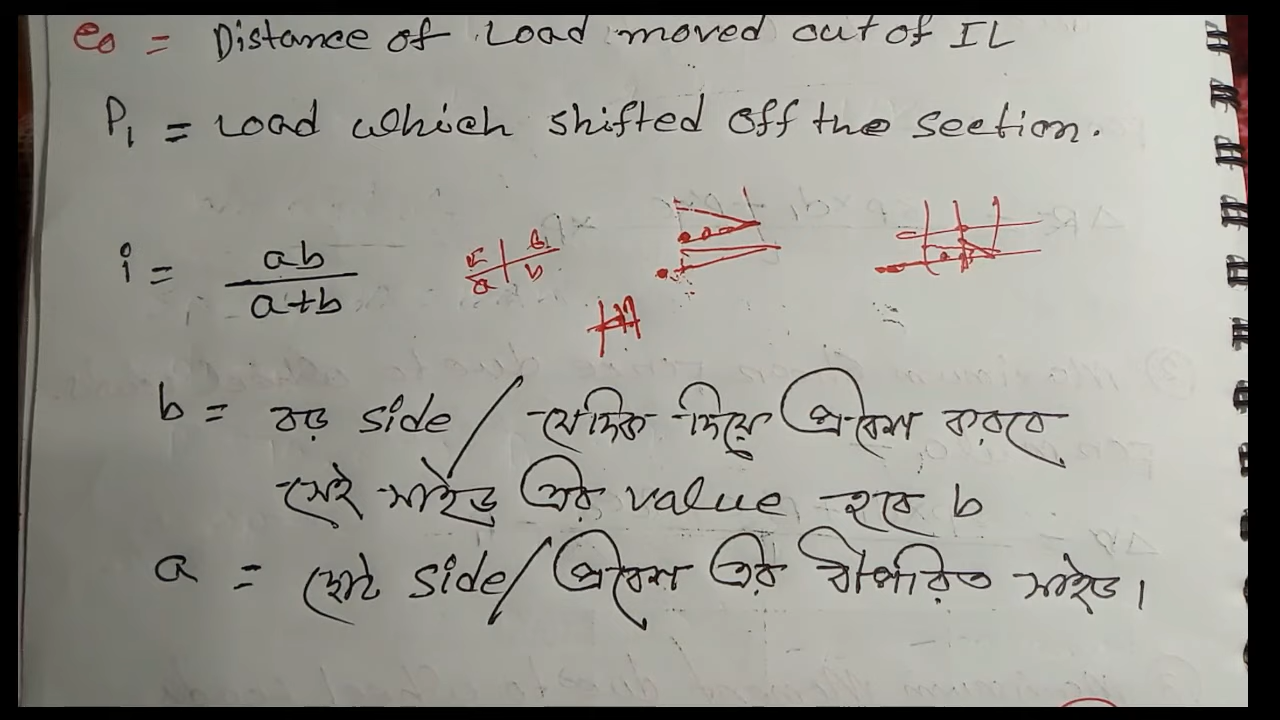 e₀ = Distance of Load moved out of IL
P₁ = Load which shifted off the section.
i = ab / a+b
b = বড় side / যেদিক দিয়ে প্রবেশ করবে
সেই সাইড এর value হবে b
a = ছোট side/ প্রবেশ এর বীপরিত সাইড।